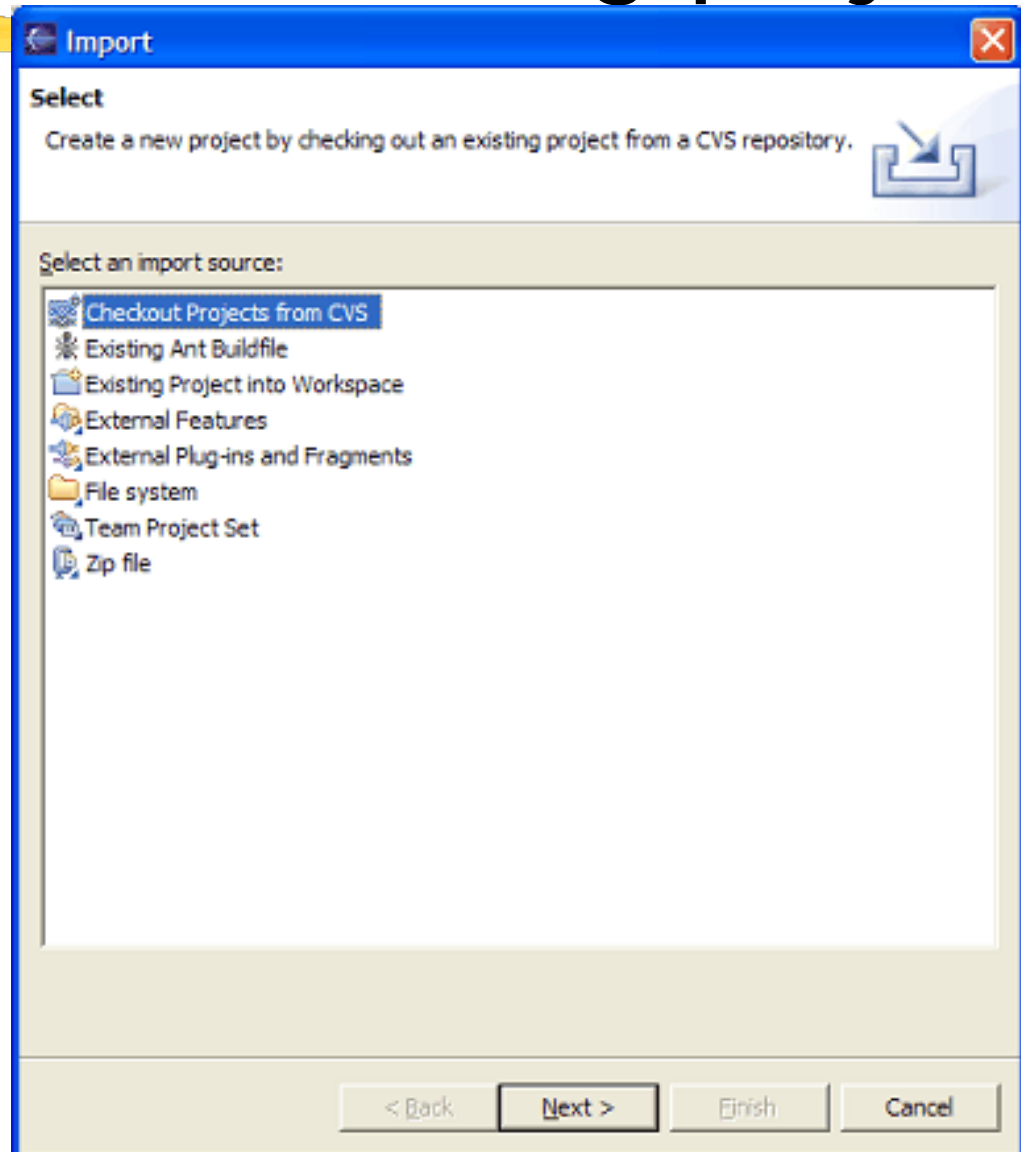 Import
Select
Create a new project by checking out an existing project from a CVS repository.
Select an import source:
Checkout Projects from CVS
Existing Ant Buildfile
Existing Project into Workspace
External Features
External Plug-ins and Fragments
File system
Team Project Set
Zip file
< Back Next > Finish Cancel